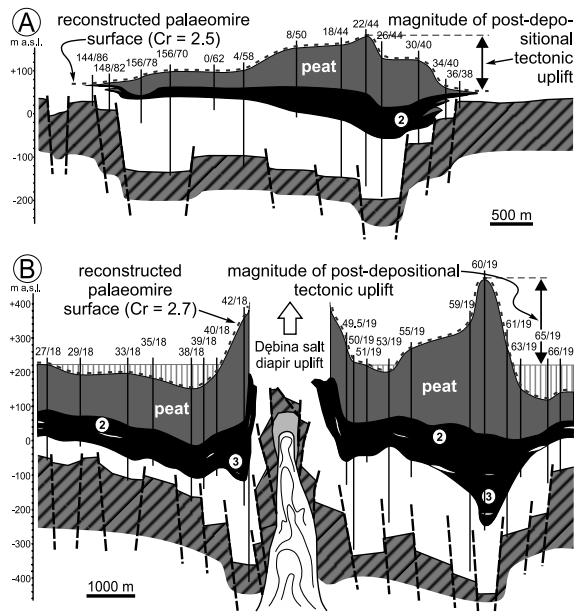 A
reconstructed palaeomire
surface (Cr = 2.5)
magnitude of post-depo-
sitional
tectonic
uplift
m a.s.l.
144/86
148/82
156/78
156/70
0/62
4/58
8/50
18/44
22/44
26/44
30/40
34/40
36/38
+100
0
-100
-200
peat
2
500 m
B
reconstructed
palaeomire
surface (Cr = 2.7)
magnitude of post-depositional
tectonic uplift
Dębina salt
diapir uplift
m a.s.l.
27/18
29/18
33/18
35/18
38/18
39/18
40/18
42/18
49.5/19
50/19
51/19
53/19
55/19
59/19
60/19
61/19
63/19
65/19
66/19
+400
+300
+200
+100
0
-100
-200
-300
-400
peat
peat
2
3
2
3
1000 m